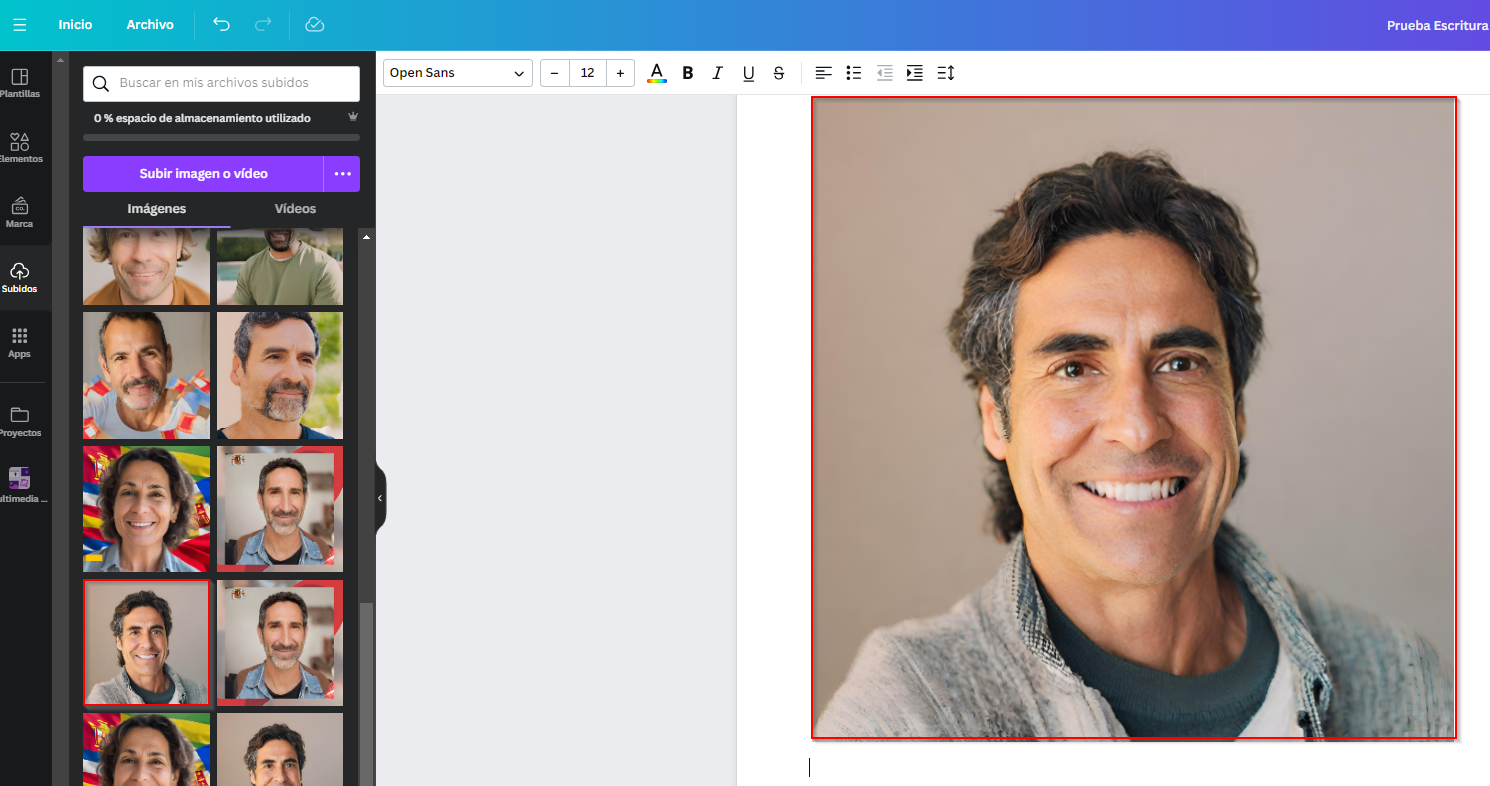 Inicio
Archivo
Prueba Escritura
Plantillas
Elementos
Marca
CO.
Subidos
Apps
Proyectos
ultimedia ...
Buscar en mis archivos subidos
0 % espacio de almacenamiento utilizado
Subir imagen o vídeo
Imágenes
Vídeos
Open Sans
− 12 +
A B I U S